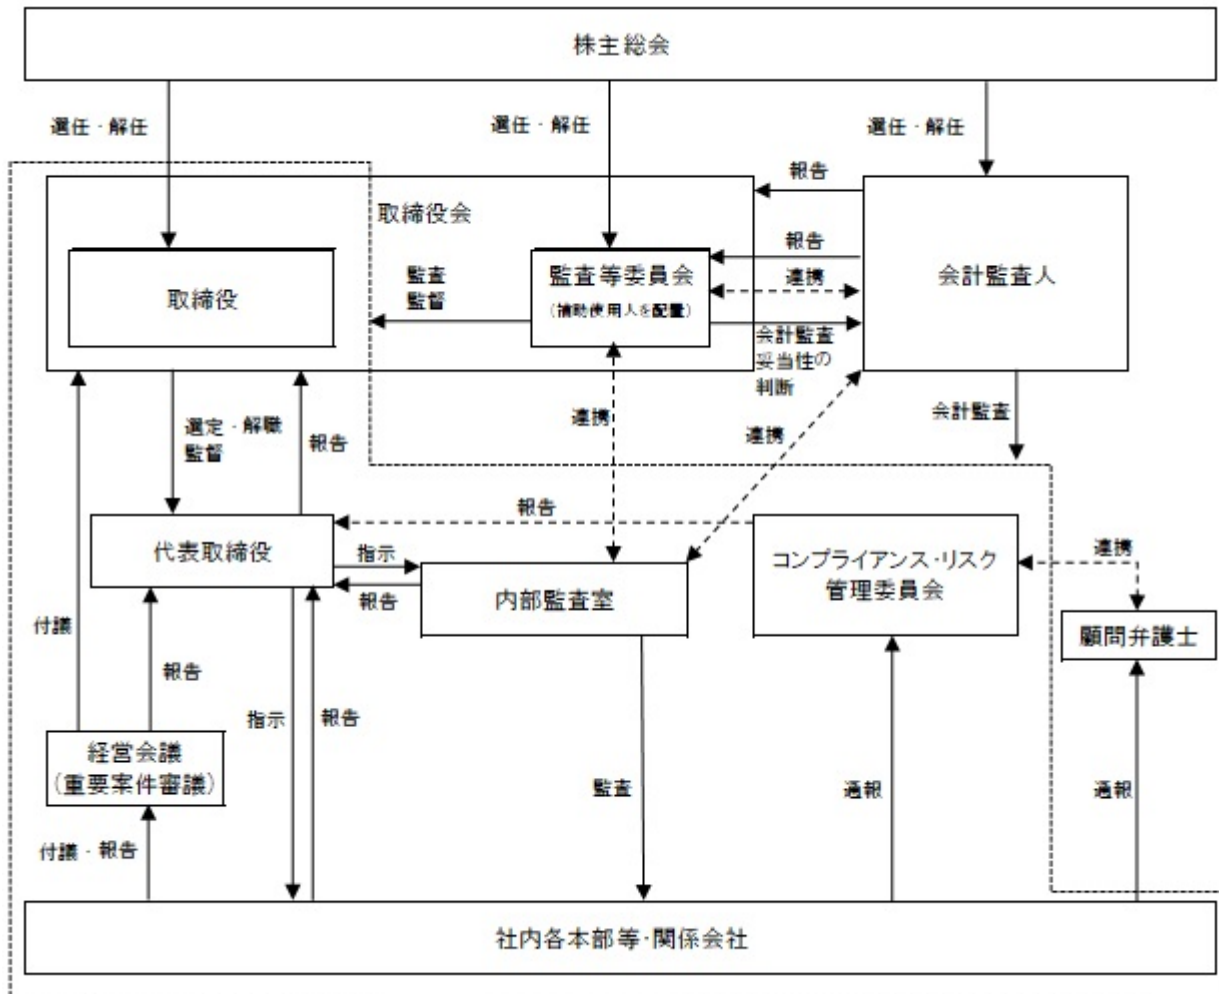 株主総会
選任・解任
選任・解任
選任・解任
報告
取締役会
報告
監査
監督
監査等委員会
(補助使用人を配置)
連携
会計監査人
取締役
会計監査
妥当性の
判断
連携
連携
会計監査
選定・解職
監督
報告
報告
代表取締役
指示
報告
内部監査室
コンプライアンス・リスク
管理委員会
連携
顧問弁護士
付議
報告
指示
報告
経営会議
(重要案件審議)
監査
通報
通報
付議・報告
社内各本部等・関係会社